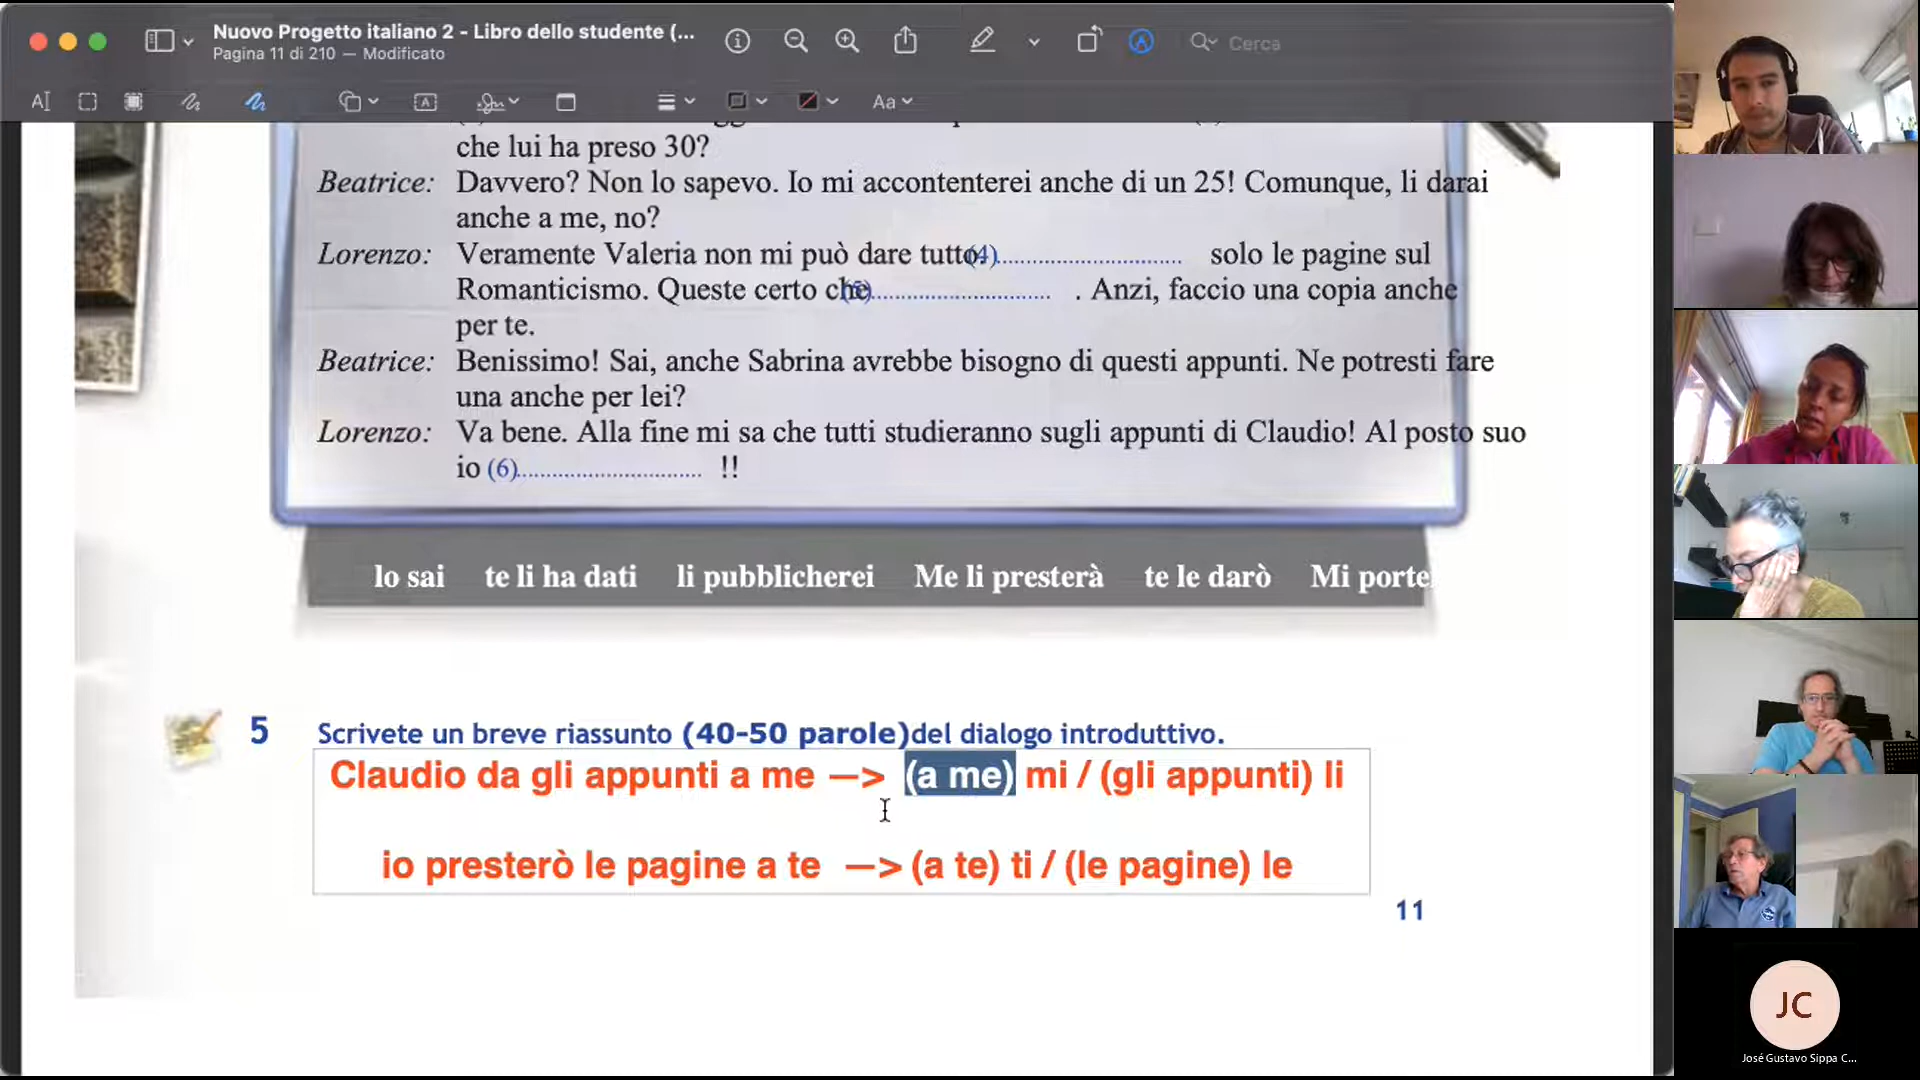 Nuovo Progetto italiano 2 - Libro dello studente (...
Pagina 11 di 210 — Modificato
Cerca
Aa
che lui ha preso 30?
Beatrice: Davvero? Non lo sapevo. Io mi accontenterei anche di un 25! Comunque, li darai
anche a me, no?
Lorenzo: Veramente Valeria non mi può dare tutto. (4)............................ solo le pagine sul
Romanticismo. Queste certo che (5)............................ . Anzi, faccio una copia anche
per te.
Beatrice: Benissimo! Sai, anche Sabrina avrebbe bisogno di questi appunti. Ne potresti fare
una anche per lei?
Lorenzo: Va bene. Alla fine mi sa che tutti studieranno sugli appunti di Claudio! Al posto suo
io (6)............................ !!
lo sai te li ha dati li pubblicherei Me li presterà te le darò Mi porte
5 Scrivete un breve riassunto (40-50 parole)del dialogo introduttivo.
Claudio da gli appunti a me —> (a me) mi / (gli appunti) li
io presterò le pagine a te —> (a te) ti / (le pagine) le
11
JC
José Gustavo Sippa C...